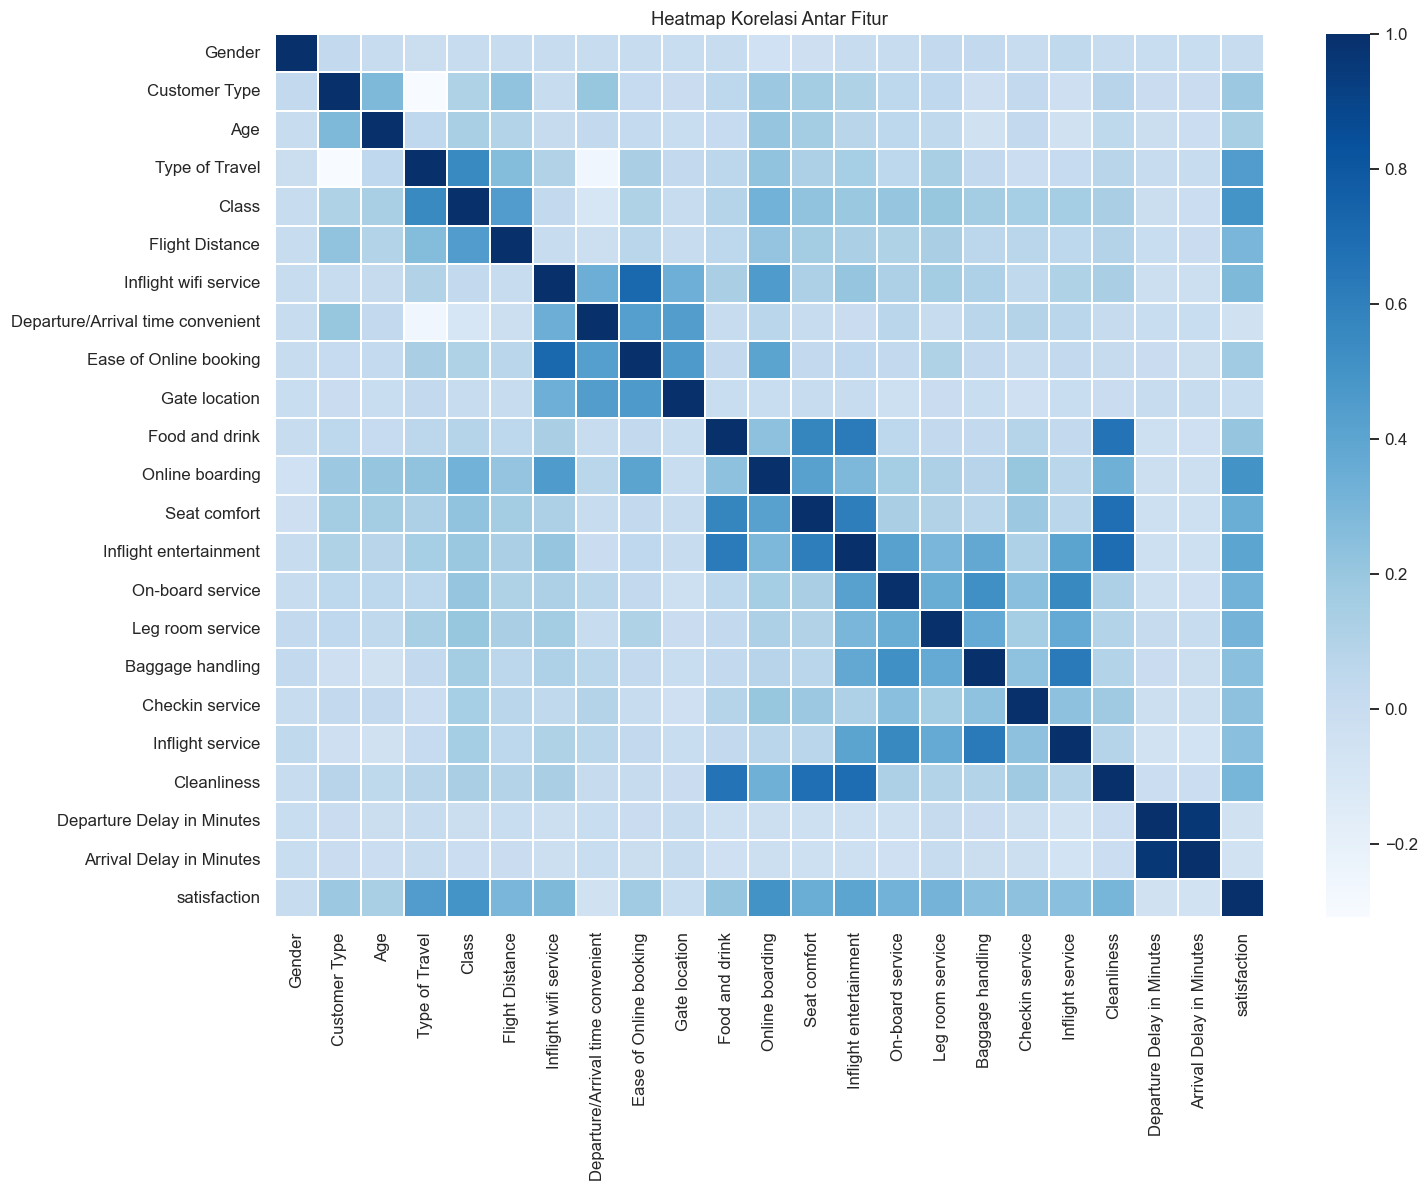 Heatmap Korelasi Antar Fitur
Gender
Customer Type
Age
Type of Travel
Class
Flight Distance
Inflight wifi service
Departure/Arrival time convenient
Ease of Online booking
Gate location
Food and drink
Online boarding
Seat comfort
Inflight entertainment
On-board service
Leg room service
Baggage handling
Checkin service
Inflight service
Cleanliness
Departure Delay in Minutes
Arrival Delay in Minutes
satisfaction
Gender
Customer Type
Age
Type of Travel
Class
Flight Distance
Inflight wifi service
Departure/Arrival time convenient
Ease of Online booking
Gate location
Food and drink
Online boarding
Seat comfort
Inflight entertainment
On-board service
Leg room service
Baggage handling
Checkin service
Inflight service
Cleanliness
Departure Delay in Minutes
Arrival Delay in Minutes
satisfaction
1.0
0.8
0.6
0.4
0.2
0.0
−0.2